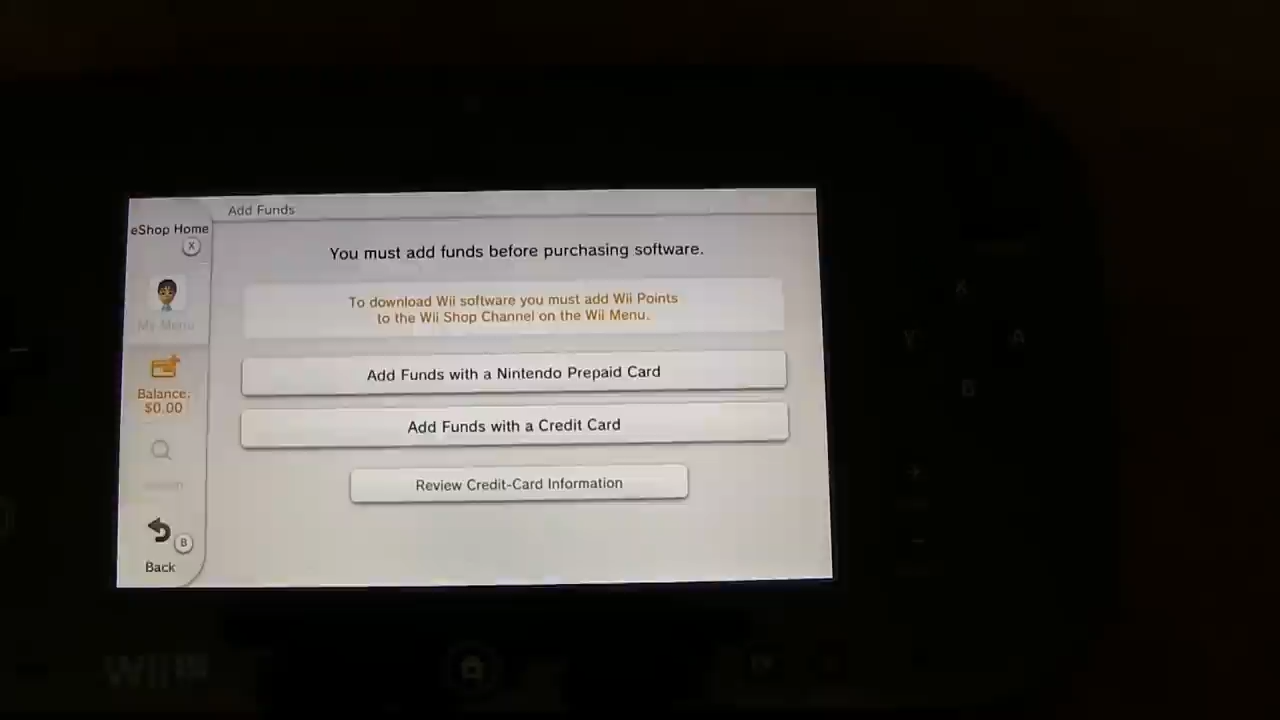 Add Funds
eShop Home
X
You must add funds before purchasing software.
To download Wii software you must add Wii Points
to the Wii Shop Channel on the Wii Menu.
My Menu
Add Funds with a Nintendo Prepaid Card
Balance:
$0.00
Add Funds with a Credit Card
Review Credit-Card Information
B
Back
X
Y
A
B
Wii U
TV